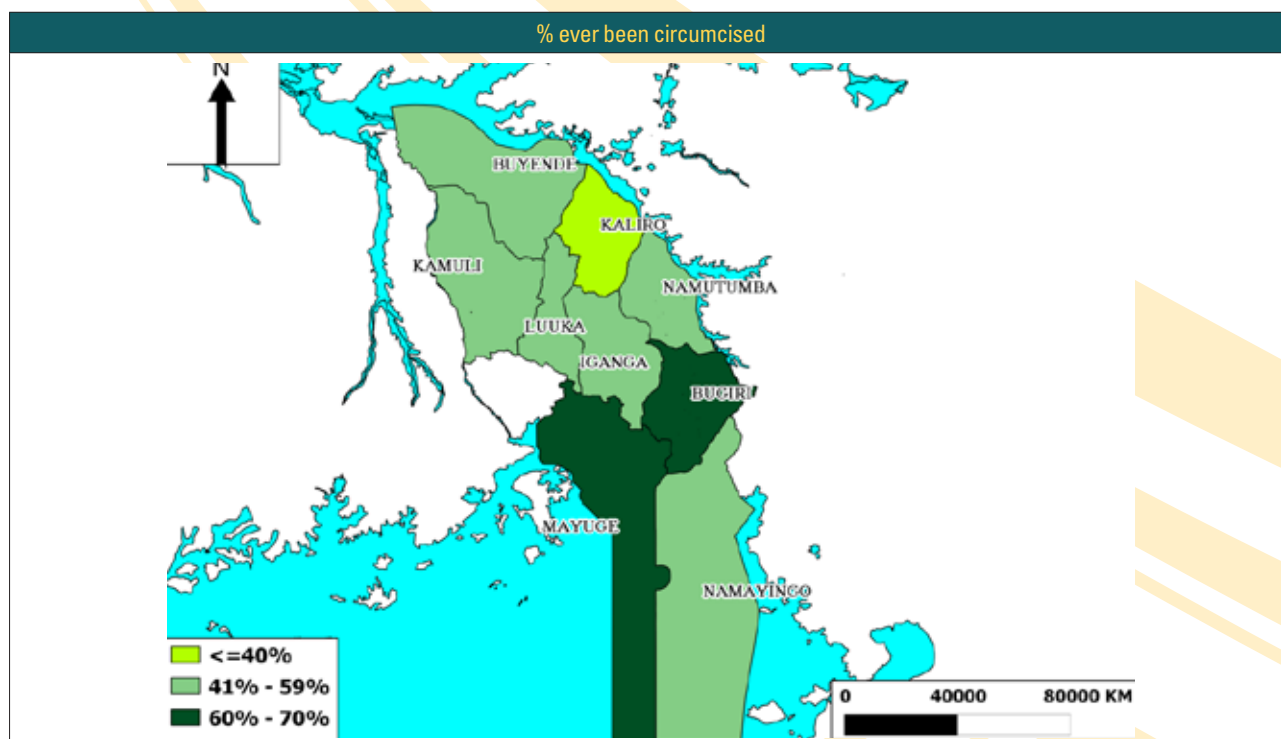 % ever been circumcised
N
BUYENDE
KALIRO
KAMULI
NAMUTUMBA
LUUKA
IGANGA
BUGIRI
MAYUGE
NAMAYINGO
<=40%
41% - 59%
60% - 70%
0 40000 80000 KM